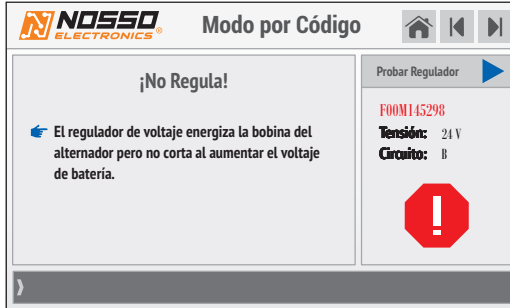 NOSSO
ELECTRONICS®
Modo por Código
¡No Regula!
El regulador de voltaje energiza la bobina del
alternador pero no corta al aumentar el voltaje
de batería.
Probar Regulador
F00M145298
Tensión: 24 V
Circuito: B
!